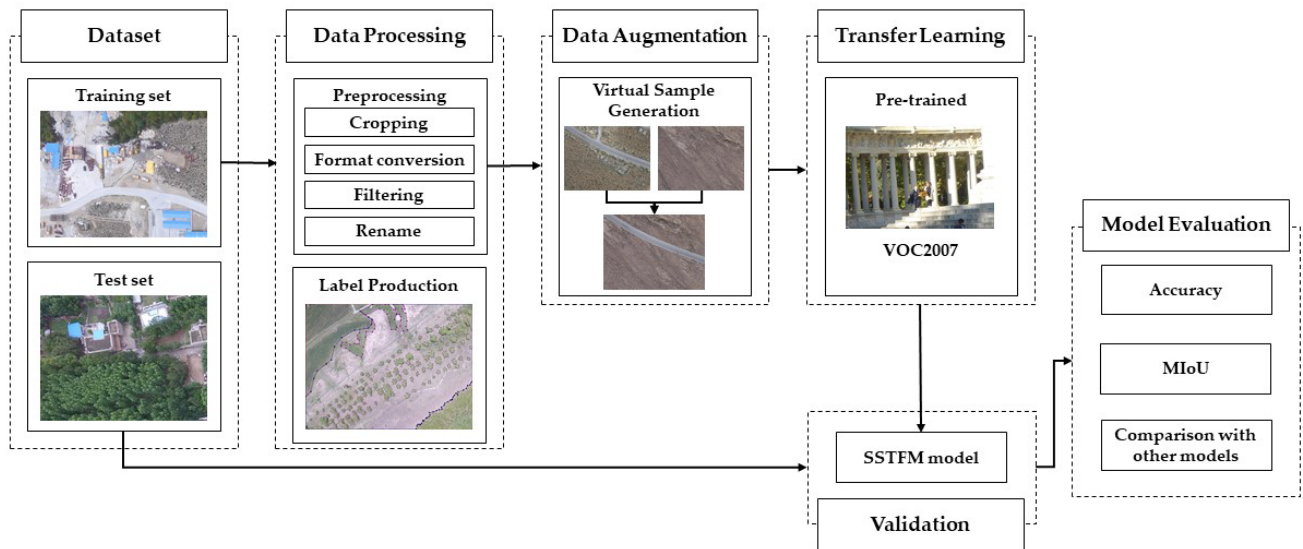 Dataset
Training set
Test set
Data Processing
Preprocessing
Cropping
Format conversion
Filtering
Rename
Label Production
Data Augmentation
Virtual Sample
Generation
Transfer Learning
Pre-trained
VOC2007
SSTFM model
Validation
Model Evaluation
Accuracy
MIoU
Comparison with
other models